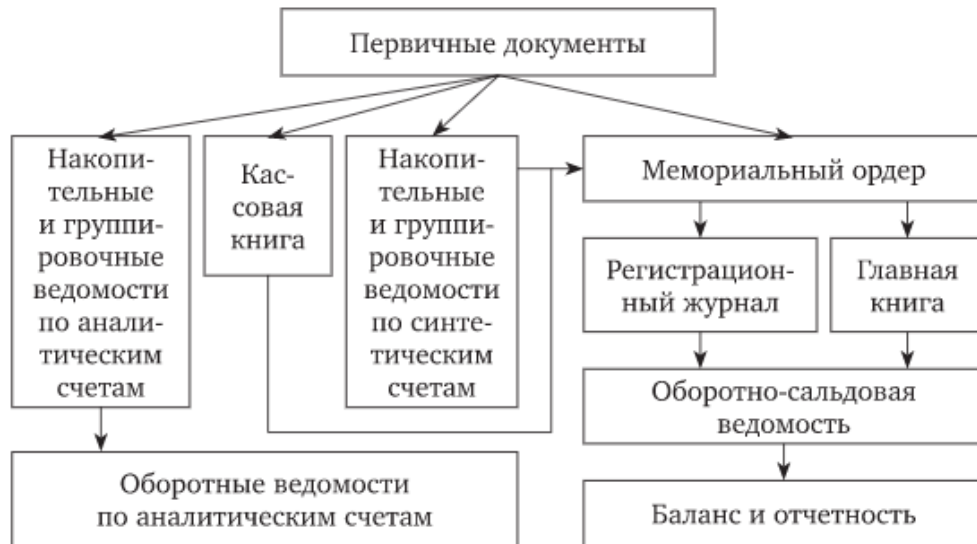 Первичные документы
Накопи-
тельные
и группи-
ровочные
ведомости
по анали-
тическим
счетам
Кас-
совая
книга
Накопи-
тельные
и группи-
ровочные
ведомости
по синте-
тическим
счетам
Мемориальный ордер
Регистрацион-
ный журнал
Главная
книга
Оборотно-сальдовая
ведомость
Оборотные ведомости
по аналитическим счетам
Баланс и отчетность